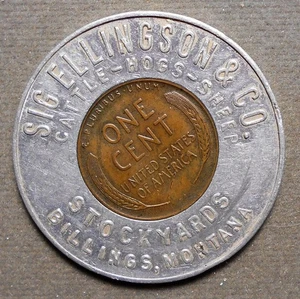 SIG ELLINGSON & CO.
CATTLE-HOGS-SHEEP
E PLURIBUS UNUM
ONE
CENT
UNITED STATES
OF AMERICA
STOCKYARDS
BILLINGS, MONTANA